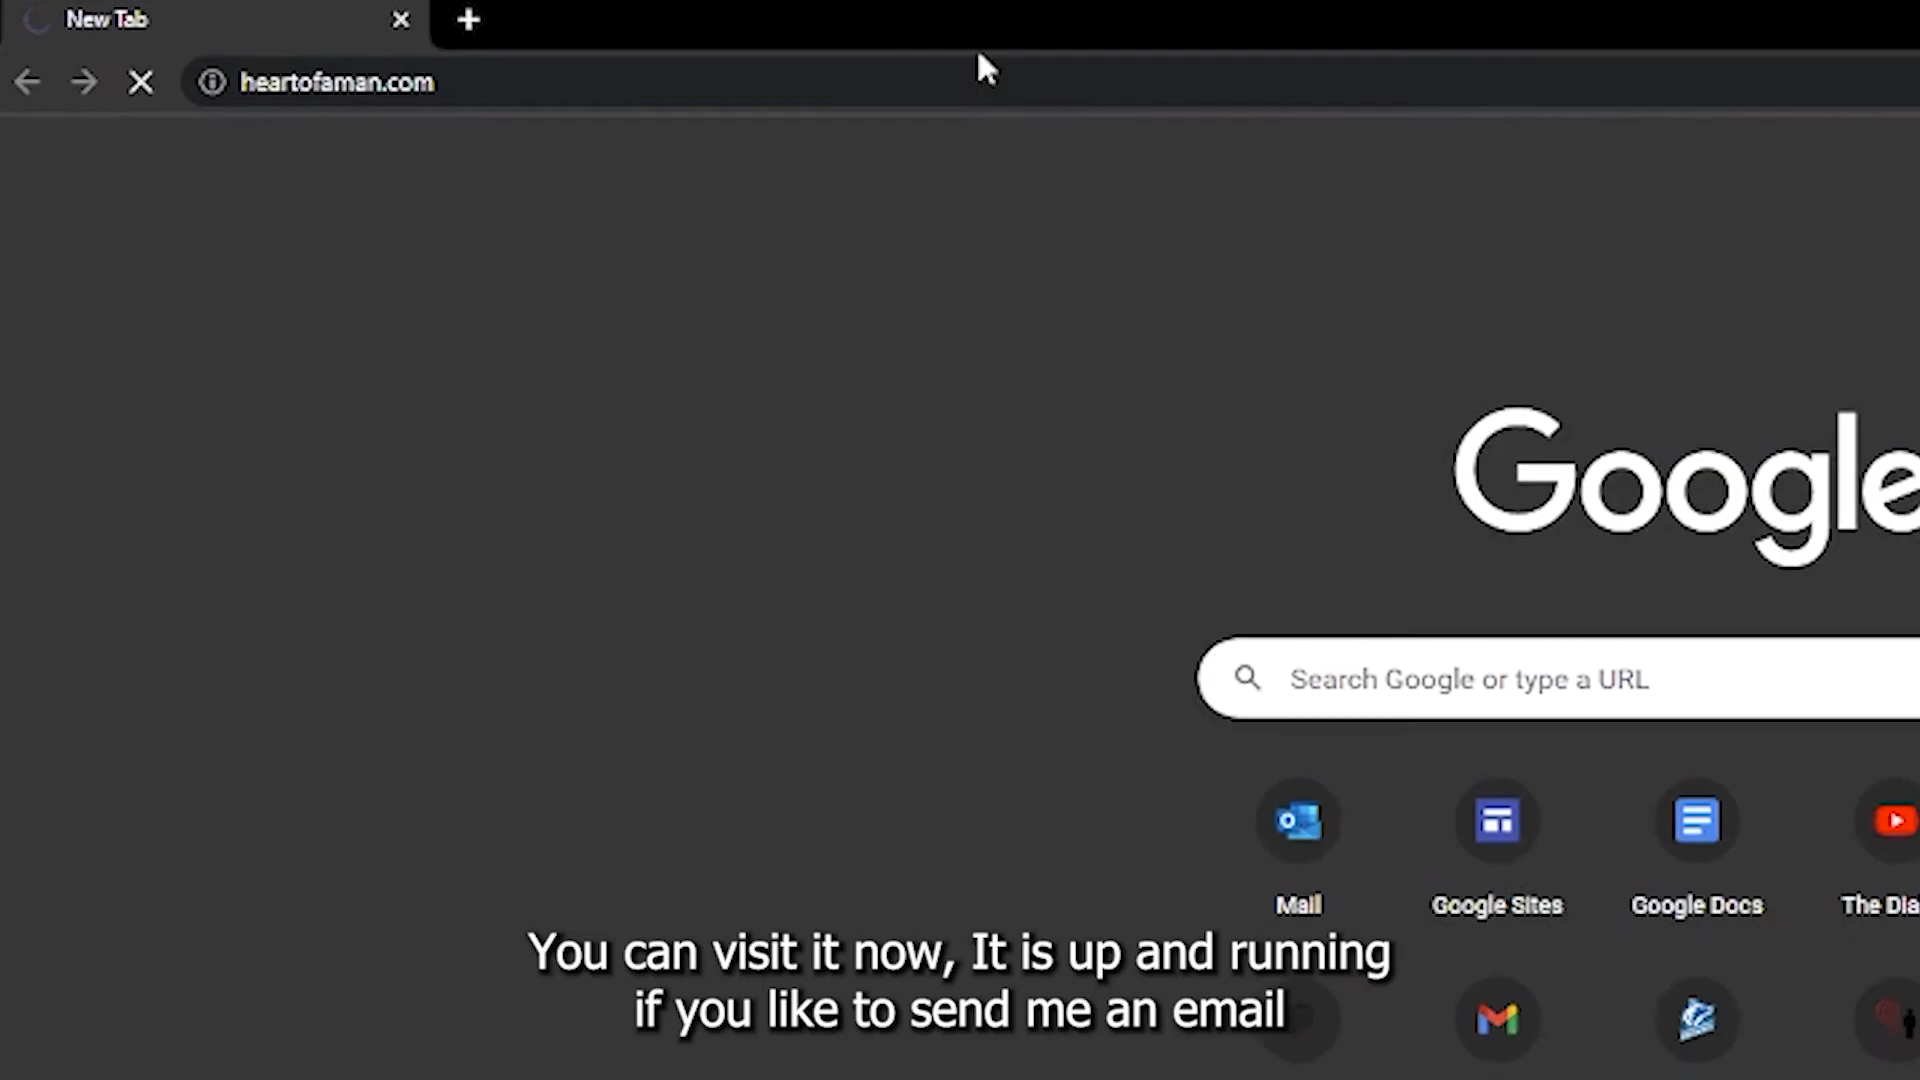 New Tab
heartofaman.com
Google
Search Google or type a URL
Mail
Google Sites
Google Docs
The Dia
You can visit it now, It is up and running
if you like to send me an email